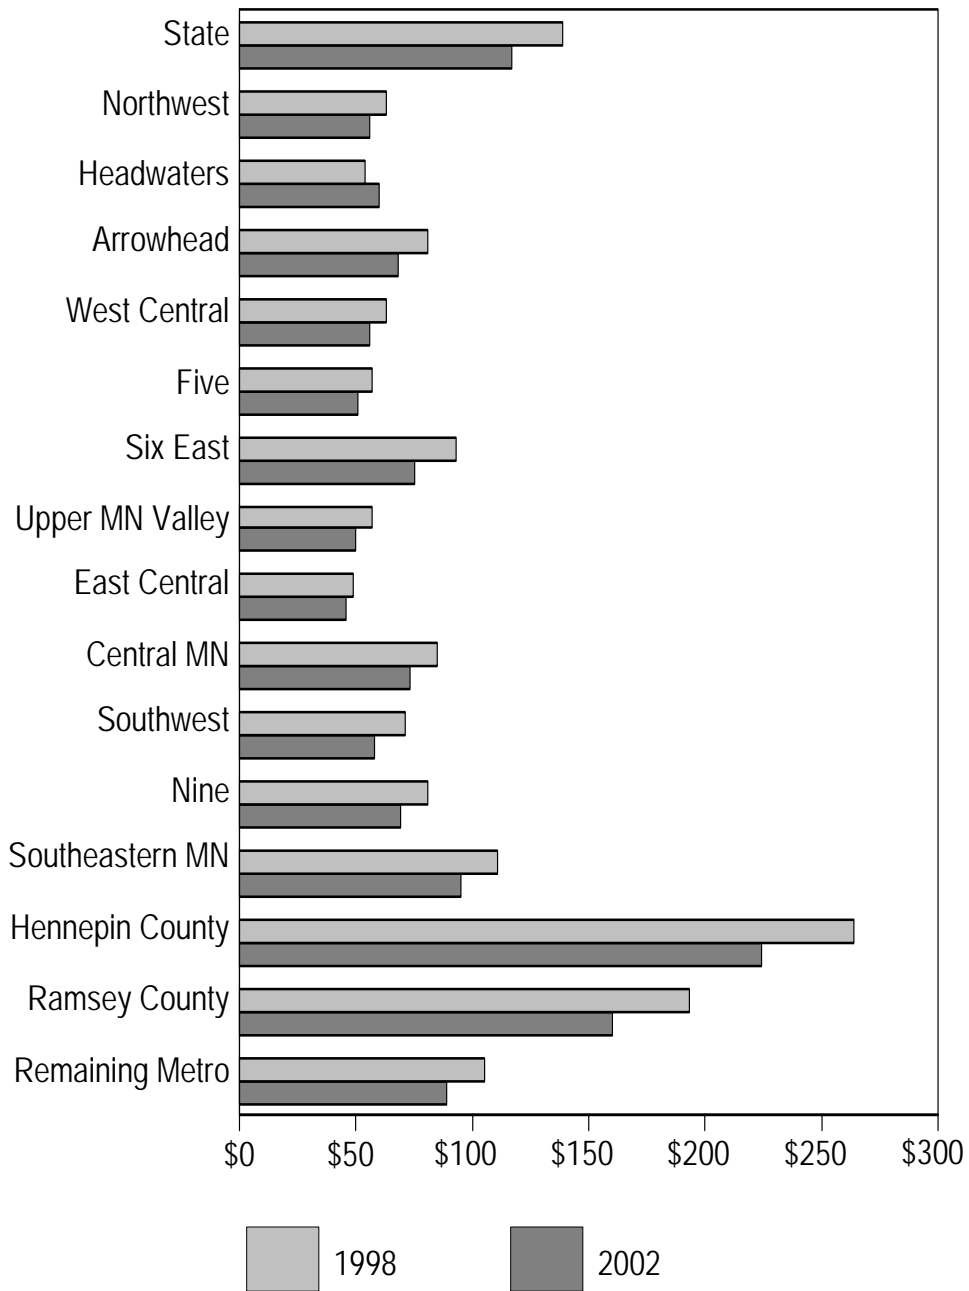 State
Northwest
Headwaters
Arrowhead
West Central
Five
Six East
Upper MN Valley
East Central
Central MN
Southwest
Nine
Southeastern MN
Hennepin County
Ramsey County
Remaining Metro
$0 $50 $100 $150 $200 $250 $300
1998 2002